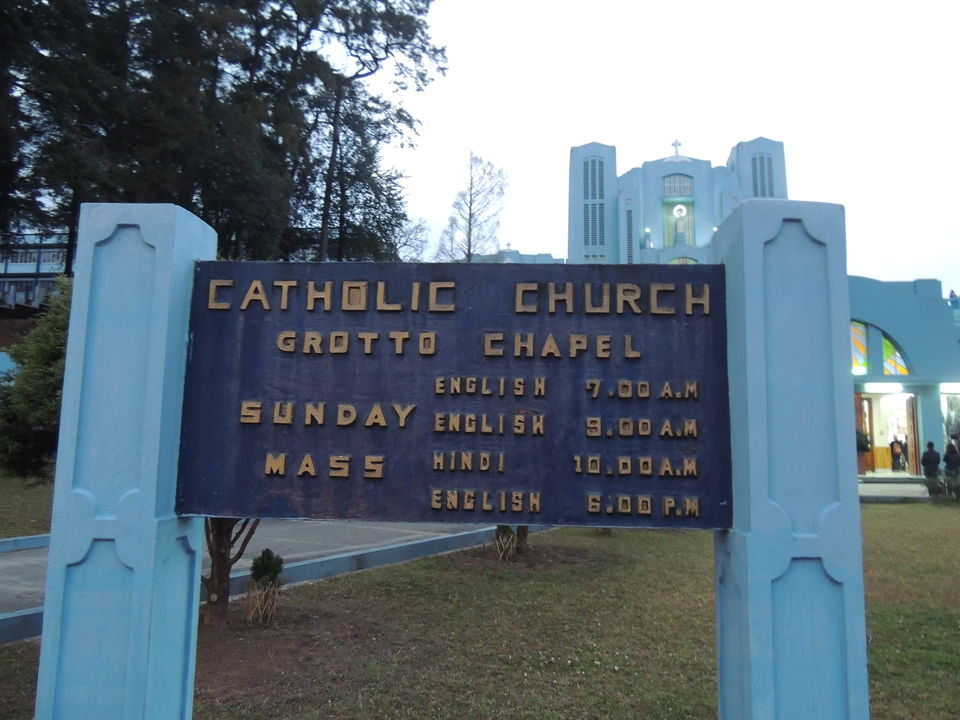 CATHOLIC CHURCH
GROTTO CHAPEL
SUNDAY MASS
ENGLISH 7.00 A.M
ENGLISH 9.00 A.M
HINDI 10.00 A.M
ENGLISH 6:00 P.M